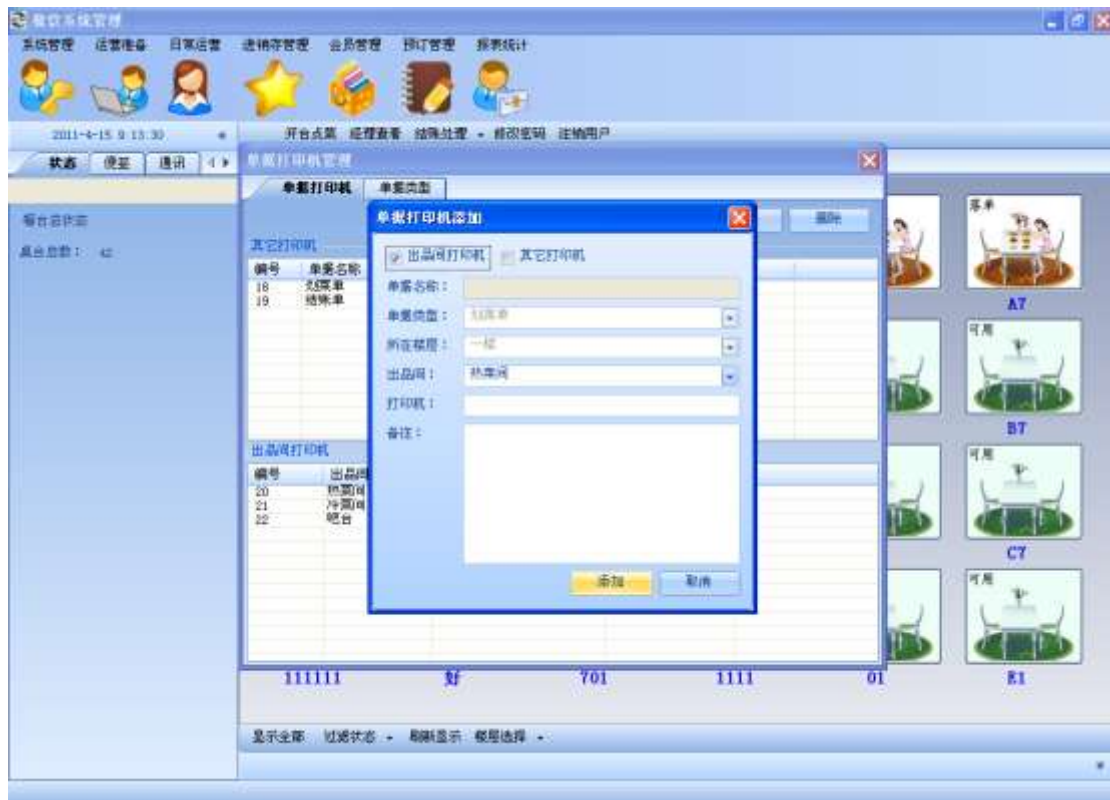 餐饮系统管理
系统管理 运营准备 日常运营 进销存管理 会员管理 预订管理 报表统计
2011-4-15 9:13:30
开台点菜 经理查看 结账处理 修改密码 注销用户
状态 便签 通讯
单据打印机管理
单据打印机 单据类型
删除
餐台总状态
桌台总数： 42
其它打印机
编号 单据名称
18 划菜单
19 结账单
出品间打印机
编号 出品间
20 热菜间
21 冷菜间
22 吧台
单据打印机添加
出品间打印机 其它打印机
单据名称：
单据类型： 划菜单
所在楼层： 一楼
出品间： 热菜间
打印机：
备注：
添加 取消
落单
A7
可用
B7
可用
C7
可用
111111 好 701 1111 01 E1
显示全部 过滤状态 刷新显示 楼层选择